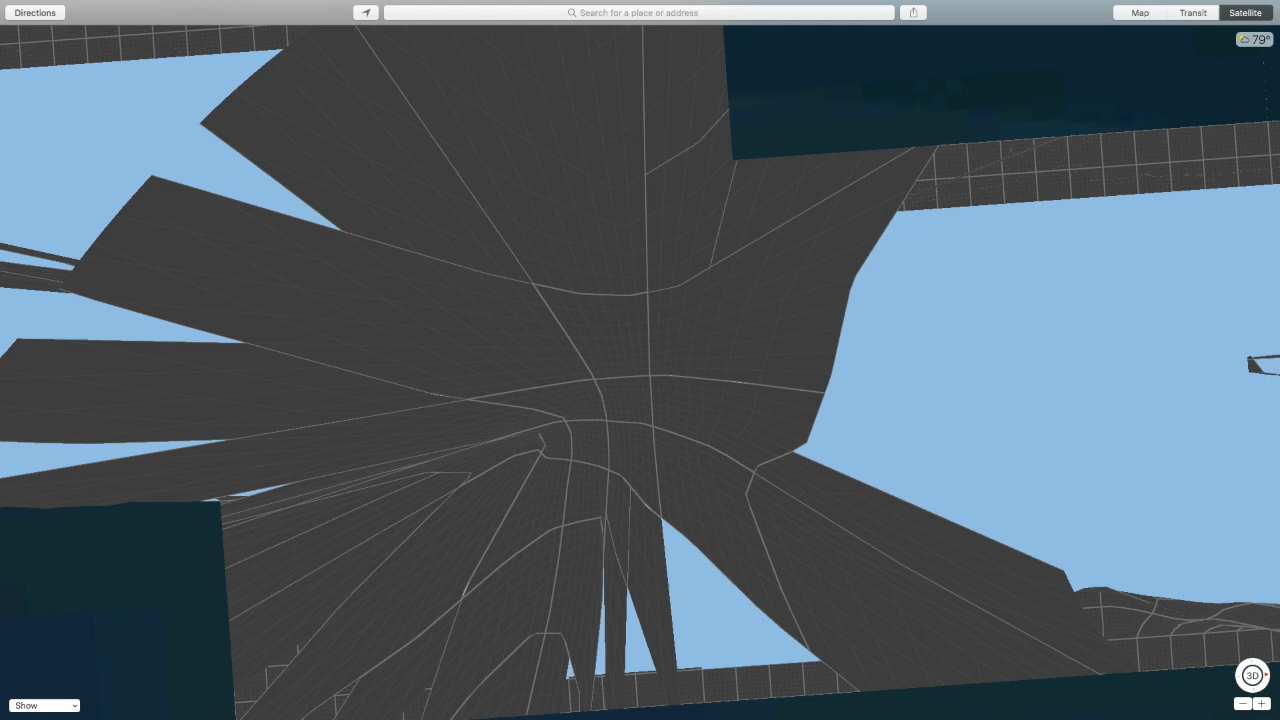 Directions
Search for a place or address
Map
Transit
Satellite
79°
Show
3D